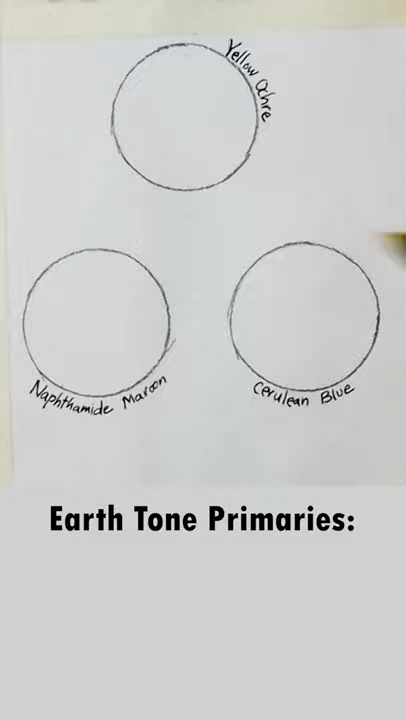 Yellow Ochre
Naphthamide Maroon
Cerulean Blue
Earth Tone Primaries: